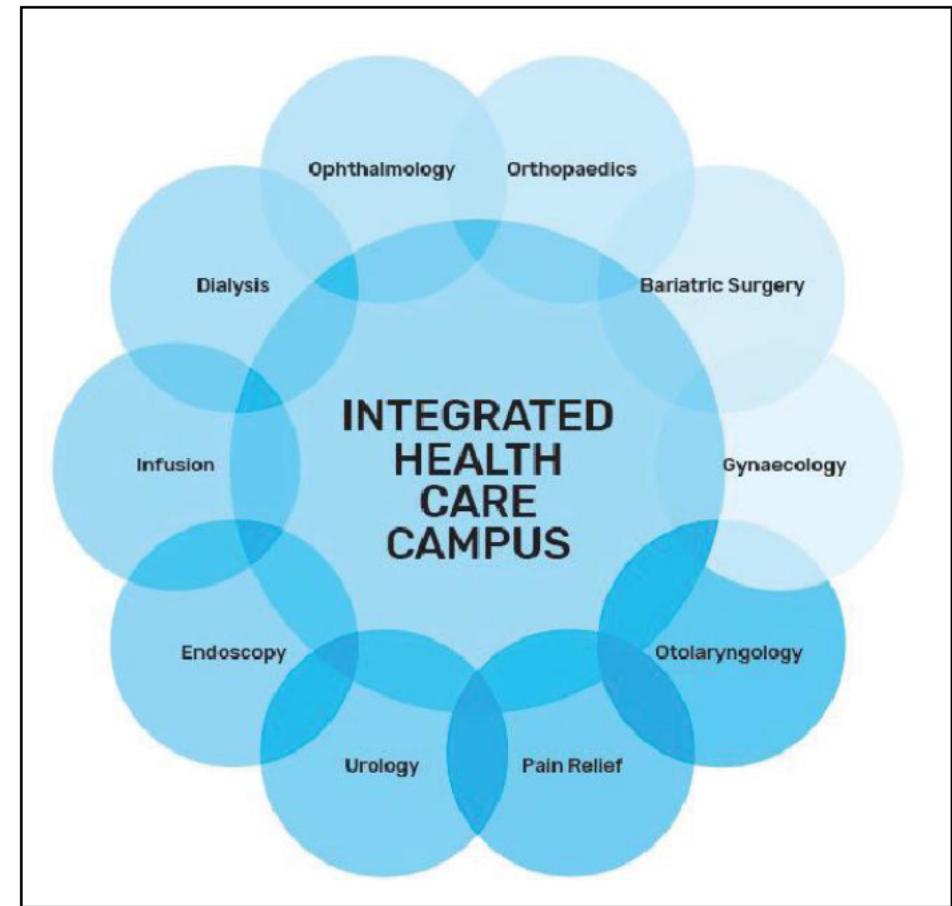 Ophthalmology
Orthopaedics
Dialysis
Bariatric Surgery
INTEGRATED
HEALTH
CARE
CAMPUS
Infusion
Gynaecology
Endoscopy
Otolaryngology
Urology
Pain Relief